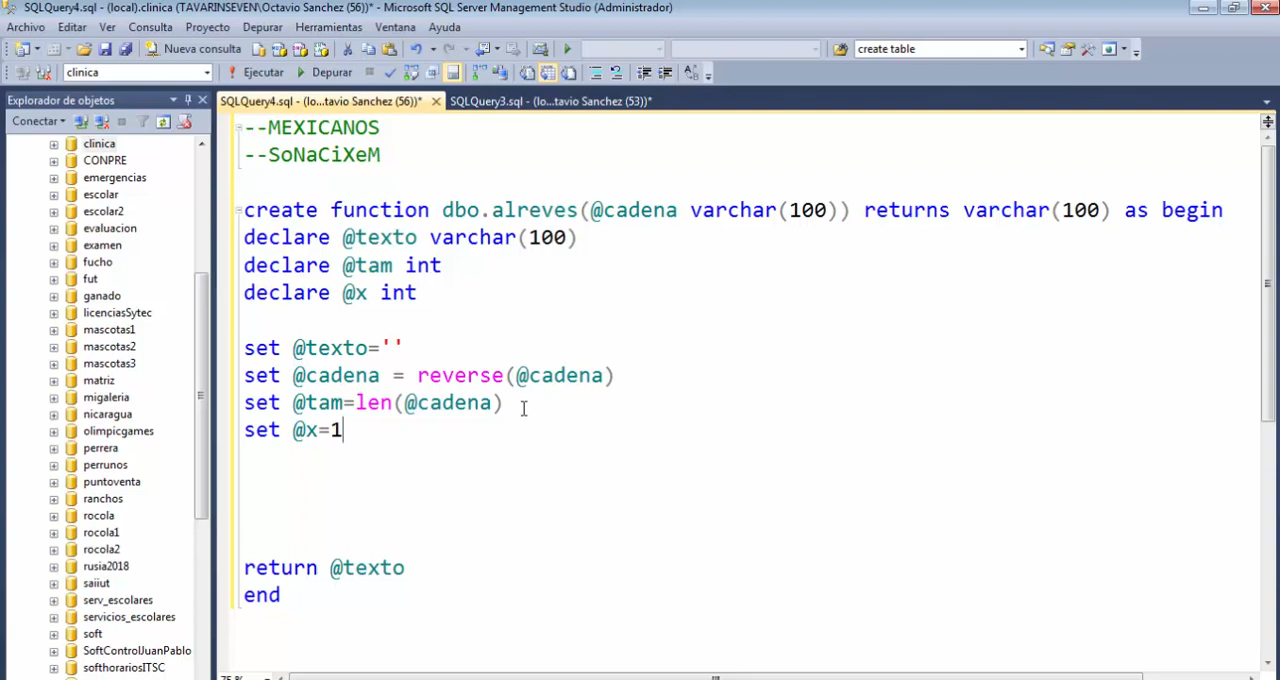 SQLQuery4.sql - (local).clinica (TAVARINSEVEN\Octavio Sanchez (56))* - Microsoft SQL Server Management Studio (Administrador)
Archivo Editar Ver Consulta Proyecto Depurar Herramientas Ventana Ayuda
Nueva consulta create table
clinica Ejecutar Depurar
Explorador de objetos
Conectar
clinica
CONPRE
emergencias
escolar
escolar2
evaluacion
examen
fucho
fut
ganado
licenciasSytec
mascotas1
mascotas2
mascotas3
matriz
migaleria
nicaragua
olimpicgames
perrera
perrunos
puntoventa
ranchos
rocola
rocola1
rocola2
rusia2018
saiiut
serv_escolares
servicios_escolares
soft
SoftControlJuanPablo
softhorariosITSC
SQLQuery4.sql - (lo...tavio Sanchez (56))* SQLQuery3.sql - (lo...tavio Sanchez (53))*
--MEXICANOS
--SoNaCiXeM
create function dbo.alreves(@cadena varchar(100)) returns varchar(100) as begin
declare @texto varchar(100)
declare @tam int
declare @x int
set @texto=''
set @cadena = reverse(@cadena)
set @tam=len(@cadena)
set @x=1
return @texto
end
75 %